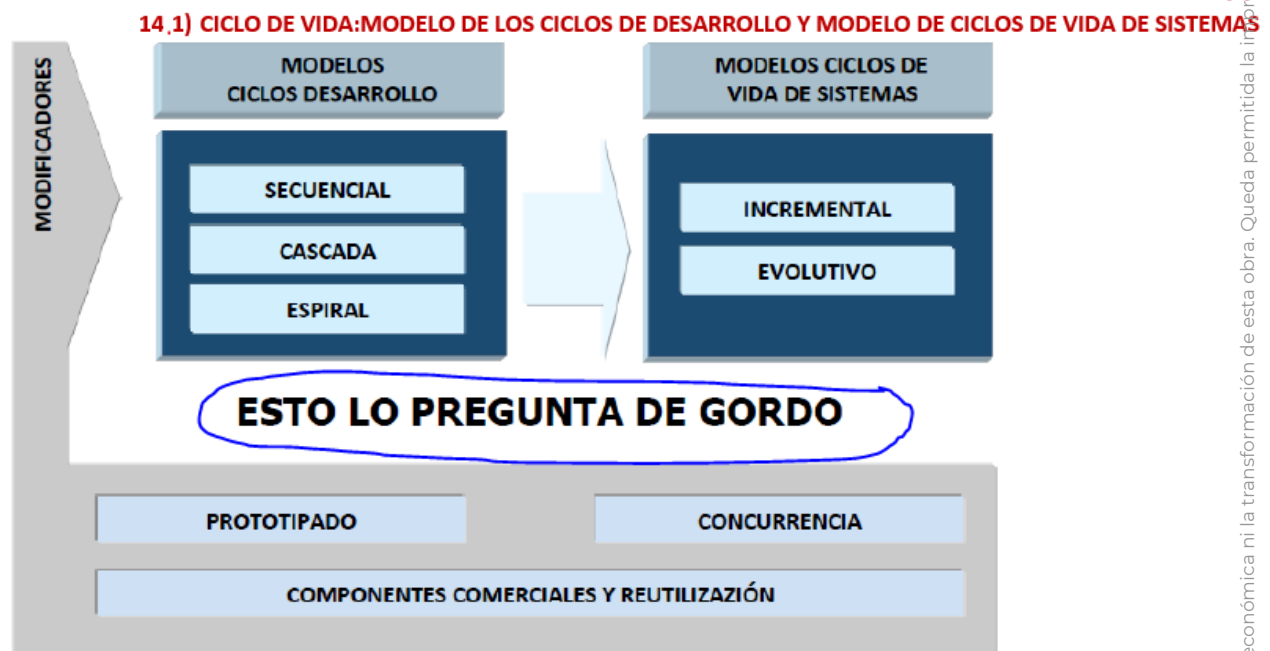 14.1) CICLO DE VIDA:MODELO DE LOS CICLOS DE DESARROLLO Y MODELO DE CICLOS DE VIDA DE SISTEMAS
MODIFICADORES
MODELOS
CICLOS DESARROLLO
SECUENCIAL
CASCADA
ESPIRAL
MODELOS CICLOS DE
VIDA DE SISTEMAS
INCREMENTAL
EVOLUTIVO
ESTO LO PREGUNTA DE GORDO
PROTOTIPADO
CONCURRENCIA
COMPONENTES COMERCIALES Y REUTILIZAZIÓN
económica ni la transformación de esta obra. Queda permitida la